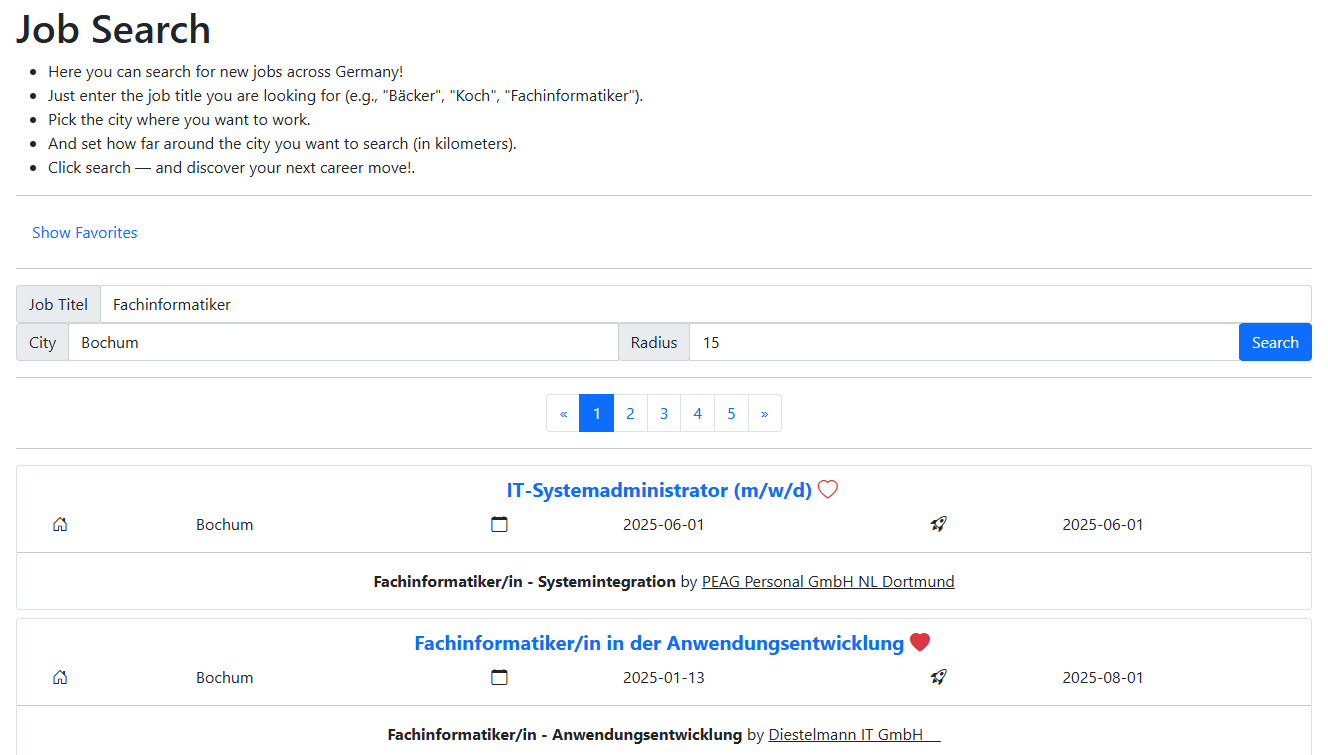 Job Search
Here you can search for new jobs across Germany!
Just enter the job title you are looking for (e.g., "Bäcker", "Koch", "Fachinformatiker").
Pick the city where you want to work.
And set how far around the city you want to search (in kilometers).
Click search — and discover your next career move!.
Show Favorites
Job Titel Fachinformatiker
City Bochum Radius 15 Search
« 1 2 3 4 5 »
IT-Systemadministrator (m/w/d)
Bochum 2025-06-01 2025-06-01
Fachinformatiker/in - Systemintegration by PEAG Personal GmbH NL Dortmund
Fachinformatiker/in in der Anwendungsentwicklung
Bochum 2025-01-13 2025-08-01
Fachinformatiker/in - Anwendungsentwicklung by Diestelmann IT GmbH